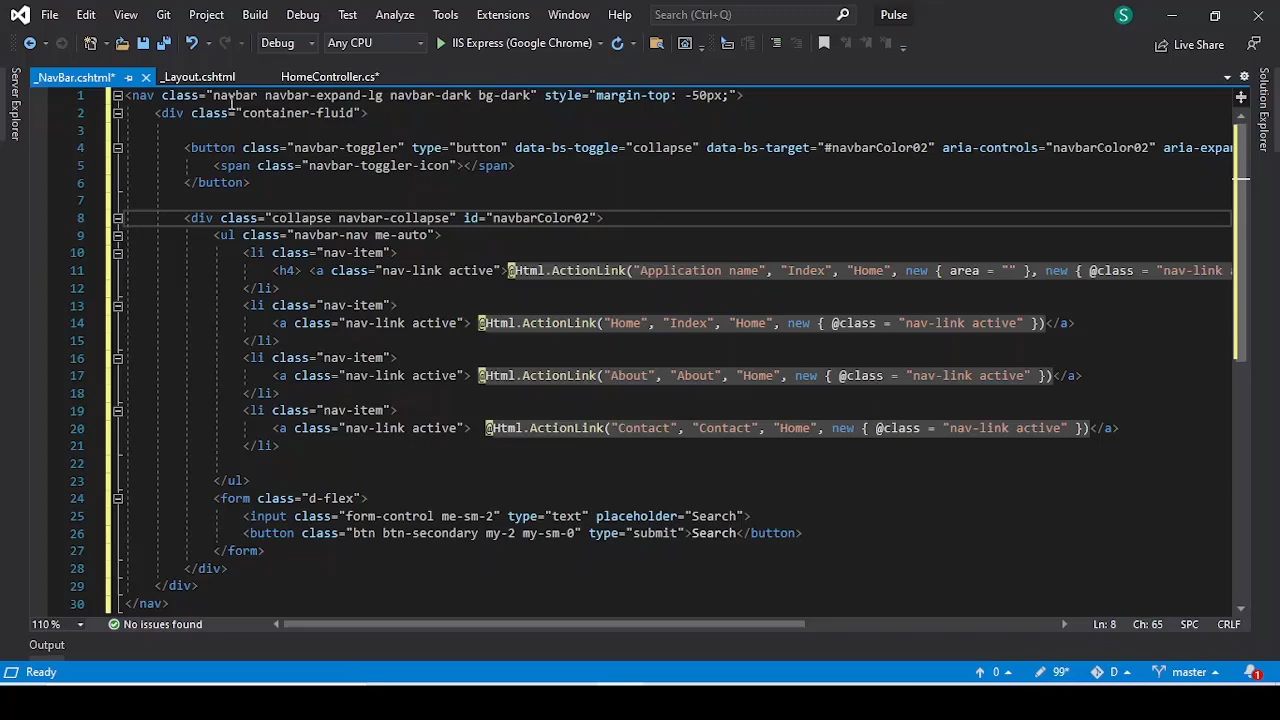 File Edit View Git Project Build Debug Test Analyze Tools Extensions Window Help Search (Ctrl+Q) Pulse S
Debug Any CPU IIS Express (Google Chrome) Live Share
_NavBar.cshtml* _Layout.cshtml HomeController.cs*
Server Explorer
Solution Explorer
1 <nav class="navbar navbar-expand-lg navbar-dark bg-dark" style="margin-top: -50px;">
2 <div class="container-fluid">
3
4 <button class="navbar-toggler" type="button" data-bs-toggle="collapse" data-bs-target="#navbarColor02" aria-controls="navbarColor02" aria-expan
5 <span class="navbar-toggler-icon"></span>
6 </button>
7
8 <div class="collapse navbar-collapse" id="navbarColor02">
9 <ul class="navbar-nav me-auto">
10 <li class="nav-item">
11 <h4> <a class="nav-link active">@Html.ActionLink("Application name", "Index", "Home", new { area = "" }, new { @class = "nav-link a
12 </li>
13 <li class="nav-item">
14 <a class="nav-link active"> @Html.ActionLink("Home", "Index", "Home", new { @class = "nav-link active" })</a>
15 </li>
16 <li class="nav-item">
17 <a class="nav-link active"> @Html.ActionLink("About", "About", "Home", new { @class = "nav-link active" })</a>
18 </li>
19 <li class="nav-item">
20 <a class="nav-link active"> @Html.ActionLink("Contact", "Contact", "Home", new { @class = "nav-link active" })</a>
21 </li>
22
23 </ul>
24 <form class="d-flex">
25 <input class="form-control me-sm-2" type="text" placeholder="Search">
26 <button class="btn btn-secondary my-2 my-sm-0" type="submit">Search</button>
27 </form>
28 </div>
29 </div>
30 </nav>
110 % No issues found Ln: 8 Ch: 65 SPC CRLF
Output
Ready 0 99* D master 1